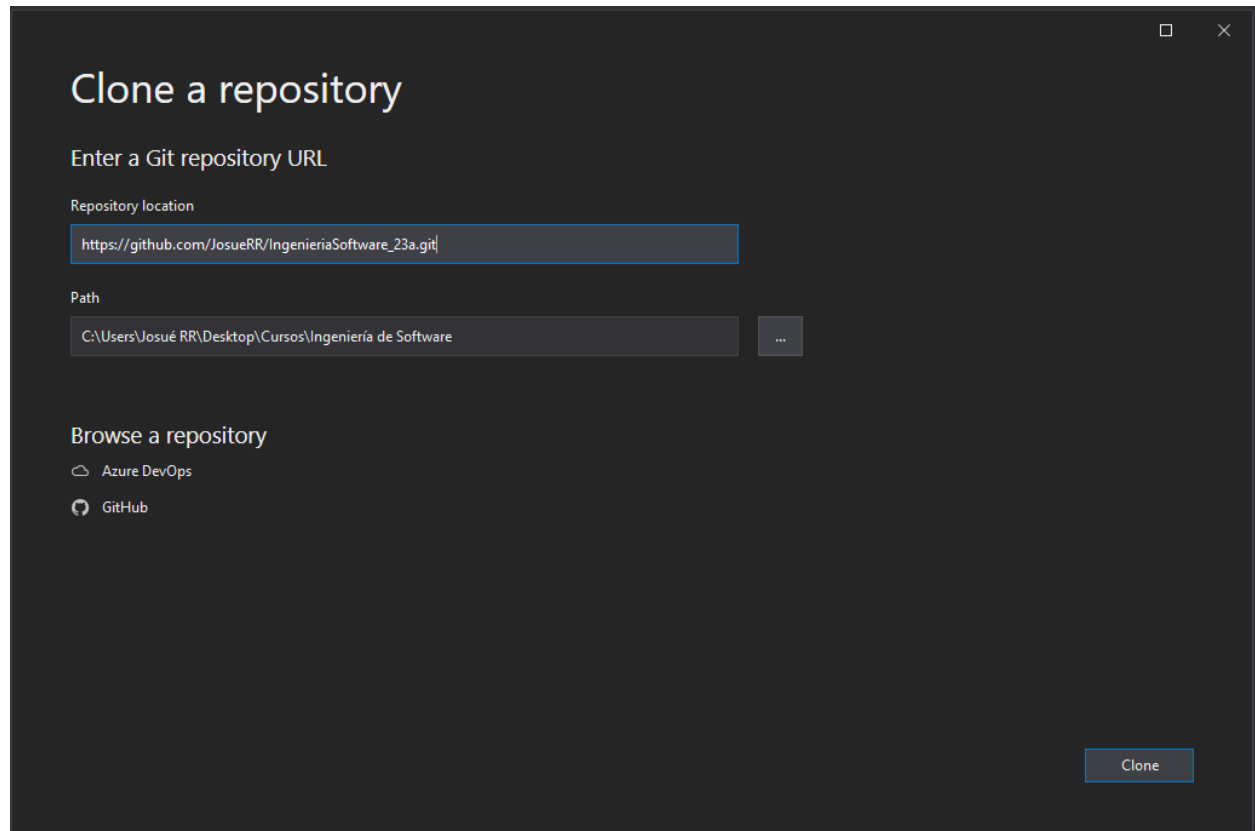 Clone a repository
Enter a Git repository URL
Repository location
https://github.com/JosueRR/IngenieriaSoftware_23a.git
Path
C:\Users\Josué RR\Desktop\Cursos\Ingeniería de Software
...
Browse a repository
Azure DevOps
GitHub
Clone